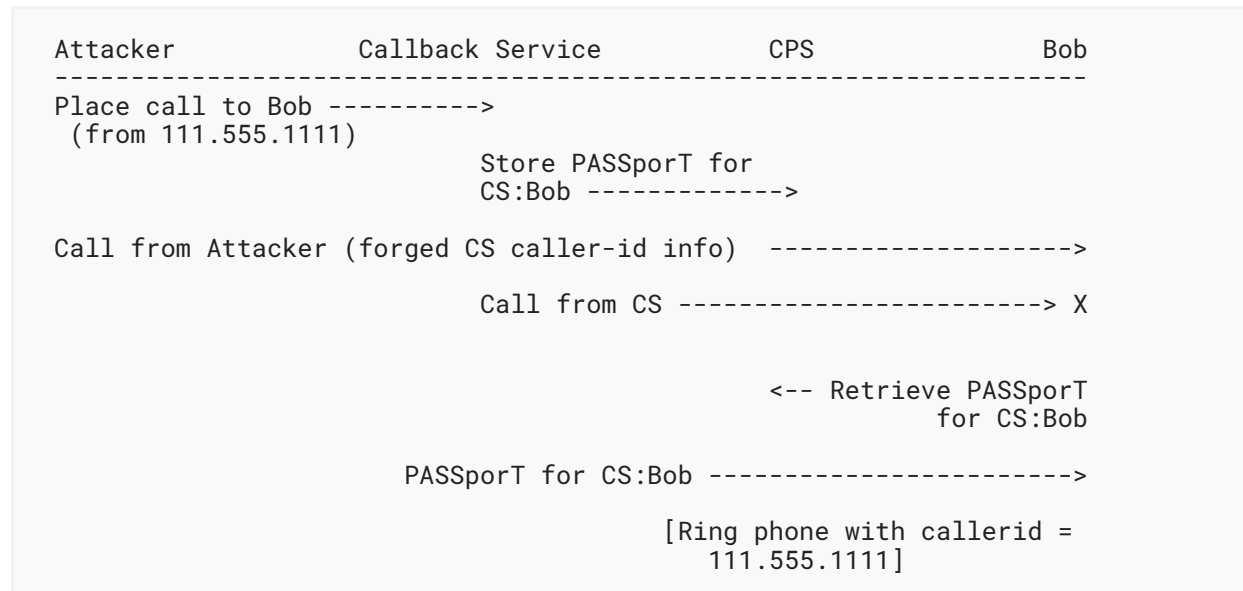 Attacker Callback Service CPS Bob
--------------------------------------------------------------------
Place call to Bob ---------->
(from 111.555.1111)
Store PASSporT for
CS:Bob ------------->
Call from Attacker (forged CS caller-id info) -------------------->
Call from CS ------------------------> X
<-- Retrieve PASSporT
for CS:Bob
PASSporT for CS:Bob ------------------------>
[Ring phone with callerid =
111.555.1111]